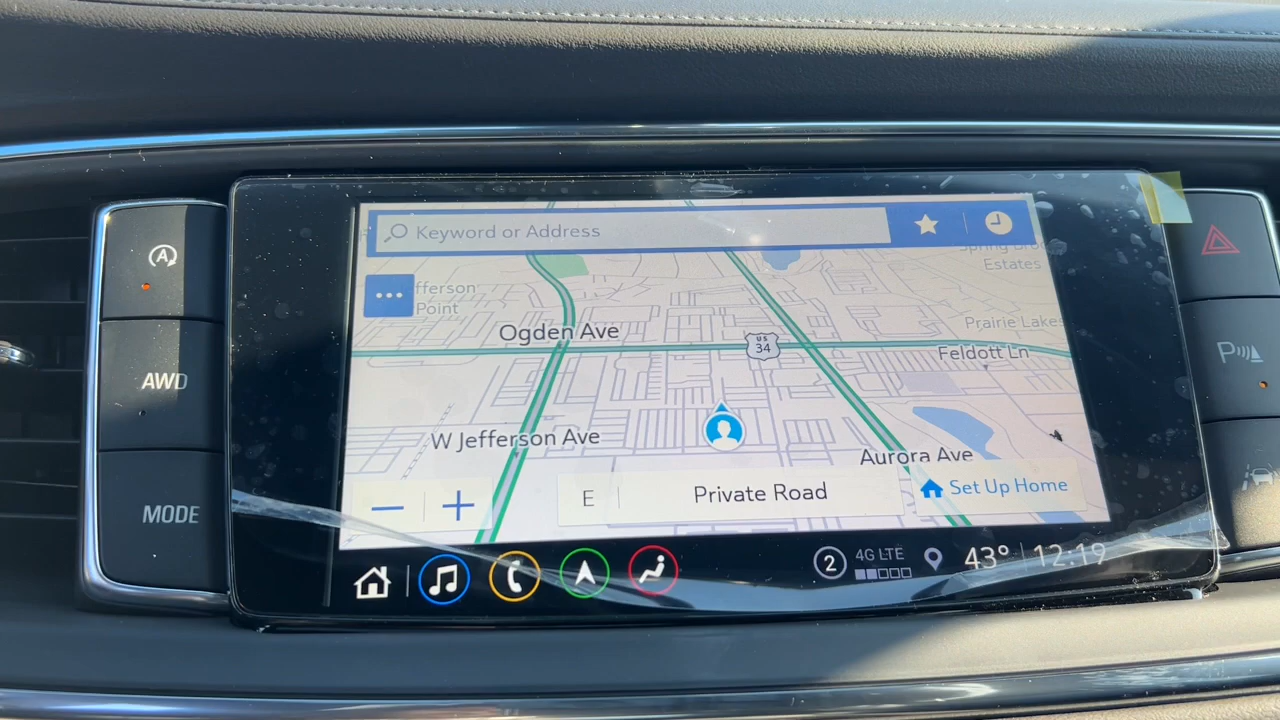 Keyword or Address
Spring Brook
Estates
fferson
Point
Ogden Ave
US
34
Prairie Lakes
Feldott Ln
W Jefferson Ave
Aurora Ave
E
Private Road
Set Up Home
A
AWD
MODE
P
2
4G LTE
43°
12:19